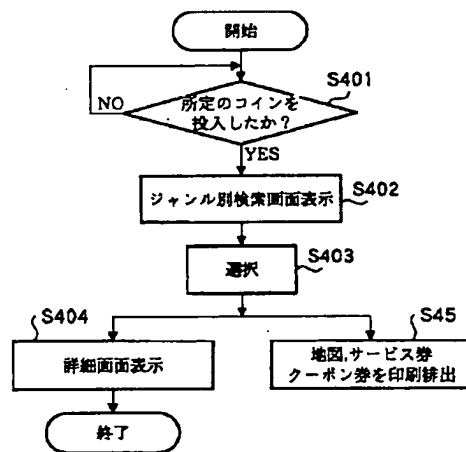 開始
S401
所定のコインを
投入したか?
NO
YES
S402
ジャンル別検索画面表示
S403
選択
S404
詳細画面表示
S45
地図,サービス券
クーポン券を印刷排出
終了